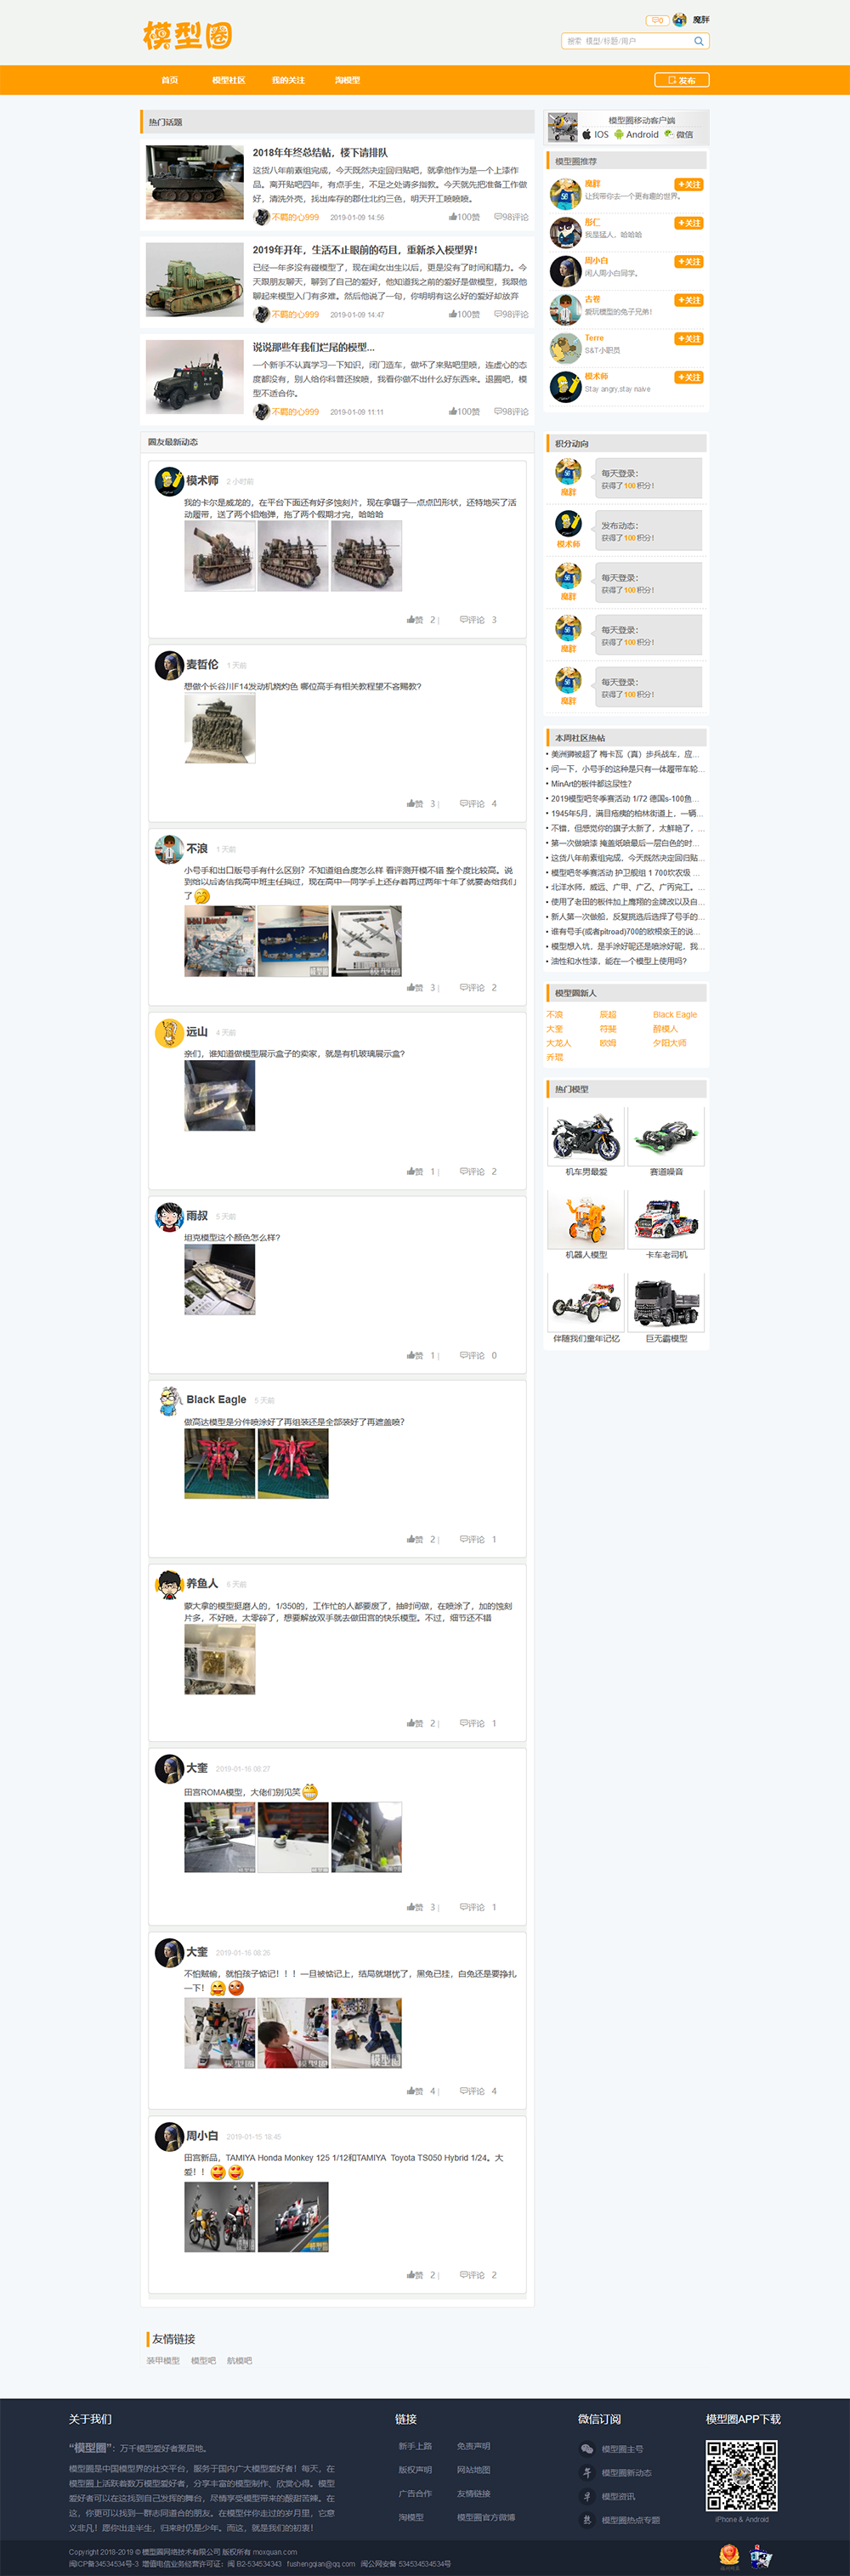 模型圈
魔胖
搜索 模型/标题/用户
首页 模型社区 我的关注 淘模型 发布
热门话题
2018年年终总结帖，楼下请排队
这货八年前素组完成，今天既然决定回归贴吧，就拿他作为是一个上漆作
品。离开贴吧四年，有点手生，不足之处请多指教。今天就先把准备工作做
好，清洗外壳，找出库存的郡仕北约三色，明天开工喷喷喷。
不羁的心999 2019-01-09 14:56 100赞 98评论
2019年开年，生活不止眼前的苟且，重新杀入模型界！
已经一年多没有碰模型了，现在闺女出生以后，更是没有了时间和精力。今
天跟朋友聊天，聊到了自己的爱好，他知道我之前的爱好是做模型，我跟他
聊起来模型入门有多难。然后他说了一句，你明明有这么好的爱好却放弃
不羁的心999 2019-01-09 14:47 100赞 98评论
说说那些年我们烂尾的模型...
一个新手不认真学习一下知识，闭门造车，做坏了来贴吧里喷，连虚心的态
度都没有，别人给你科普还挨喷，我看你做不出什么好东西来。退圈吧，模
型不适合你。
不羁的心999 2019-01-09 11:11 100赞 98评论
圈友最新动态
模术师 2 小时前
我的卡尔是威龙的，在平台下面还有好多蚀刻片，现在拿镊子一点点凹形状，还特地买了活
动履带，送了两个铝炮弹，拖了两个假期才完，哈哈哈
赞 2 | 评论 3
麦哲伦 1 天前
想做个长谷川F14发动机烧灼色 哪位高手有相关教程望不吝赐教？
赞 3 | 评论 4
不浪 1 天前
小号手和出口版号手有什么区别？不知道组合度怎么样 看评测开模不错 整个度比较高。说
到给以后寄信我高中班主任搞过，现在高中一同学手上还存着再过两年十年了就要寄给我们
了
赞 3 | 评论 2
远山 4 天前
亲们，谁知道做模型展示盒子的卖家，就是有机玻璃展示盒？
赞 1 | 评论 2
雨叔 5 天前
坦克模型这个颜色怎么样？
赞 1 | 评论 0
Black Eagle 5 天前
做高达模型是分件喷涂好了再组装还是全部装好了再遮盖喷？
赞 2 | 评论 1
养鱼人 6 天前
蒙大拿的模型挺磨人的，1/350的，工作忙的人都要废了，抽时间做，在喷涂了，加的蚀刻
片多，不好喷，太零碎了，想要解放双手就去做田宫的快乐模型。不过，细节还不错
赞 2 | 评论 1
大奎 2019-01-16 08:27
田宫ROMA模型，大佬们别见笑
赞 3 | 评论 1
大奎 2019-01-16 08:26
不怕贼偷，就怕孩子惦记！！！一旦被惦记上，结局就堪忧了，黑兔已挂，白兔还是要挣扎
一下！
赞 4 | 评论 4
周小白 2019-01-15 18:45
田宫新品，TAMIYA Honda Monkey 125 1/12和TAMIYA Toyota TS050 Hybrid 1/24。大
爱！！
赞 2 | 评论 2
模型圈移动客户端
IOS Android 微信
模型圈推荐
魔胖 +关注
让我带你去一个更有趣的世界。
彤仁 +关注
我是猛人，哈哈哈
周小白 +关注
闲人周小白同学。
古卷 +关注
爱玩模型的兔子兄弟！
Terre +关注
S&T小职员
模术师 +关注
Stay angry,stay naive
积分动向
每天登录：
获得了100 积分！
魔胖
发布动态：
获得了100 积分！
模术师
每天登录：
获得了100 积分！
魔胖
每天登录：
获得了100 积分！
魔胖
每天登录：
获得了100 积分！
魔胖
本周社区热帖
• 美洲狮被超了 梅卡瓦（真）步兵战车，应...
• 问一下，小号手的这种是只有一体履带车轮...
• MinArt的板件都这尿性？
• 2019模型吧冬季赛活动 1/72 德国s-100鱼...
• 1945年5月，满目疮痍的柏林街道上，一辆...
• 不错，但感觉你的旗子太新了，太鲜艳了，...
• 第一次做喷漆 掩盖纸喷最后一层白色的时...
• 这货八年前素组完成，今天既然决定回归贴...
• 模型吧冬季赛活动 护卫舰组 1 700坎农级 ...
• 北洋水师，威远、广甲、广乙、广丙完工。...
• 使用了老田的板件加上鹰翔的金牌改以及自...
• 新人第一次做船，反复挑选后选择了号手的...
• 谁有号手(或者pitroad)700的欧根亲王的说...
• 模型想入坑，是手涂好呢还是喷涂好呢，我...
• 油性和水性漆，能在一个模型上使用吗？
模型圈新人
不浪 辰超 Black Eagle
大奎 符斐 醉模人
大龙人 欧姆 夕阳大师
乔琨
热门模型
机车男最爱 赛道噪音
机器人模型 卡车老司机
伴随我们童年记忆 巨无霸模型
友情链接
装甲模型 模型吧 航模吧
关于我们
“模型圈”：万千模型爱好者聚居地。
模型圈是中国模型界的社交平台，服务于国内广大模型爱好者！每天，在
模型圈上活跃着数万模型爱好者，分享丰富的模型制作、欣赏心得。模型
爱好者可以在这找到自己发挥的舞台，尽情享受模型带来的酸甜苦辣。在
这，你更可以找到一群志同道合的朋友。在模型伴你走过的岁月里，它意
义非凡！愿你出走半生，归来时仍是少年。而这，就是我们的初衷！
链接
新手上路 免责声明
版权声明 网站地图
广告合作 友情链接
淘模型 模型圈官方微博
微信订阅
模型圈主号
模型圈新动态
模型资讯
模型圈热点专题
模型圈APP下载
iPhone & Android
Copyright 2018-2019 © 模型圈网络技术有限公司 版权所有 moxquan.com
闽ICP备34534534号-3 增值电信业务经营许可证：闽 B2-534534343 fushengqian@qq.com 闽公网安备 534534534534号